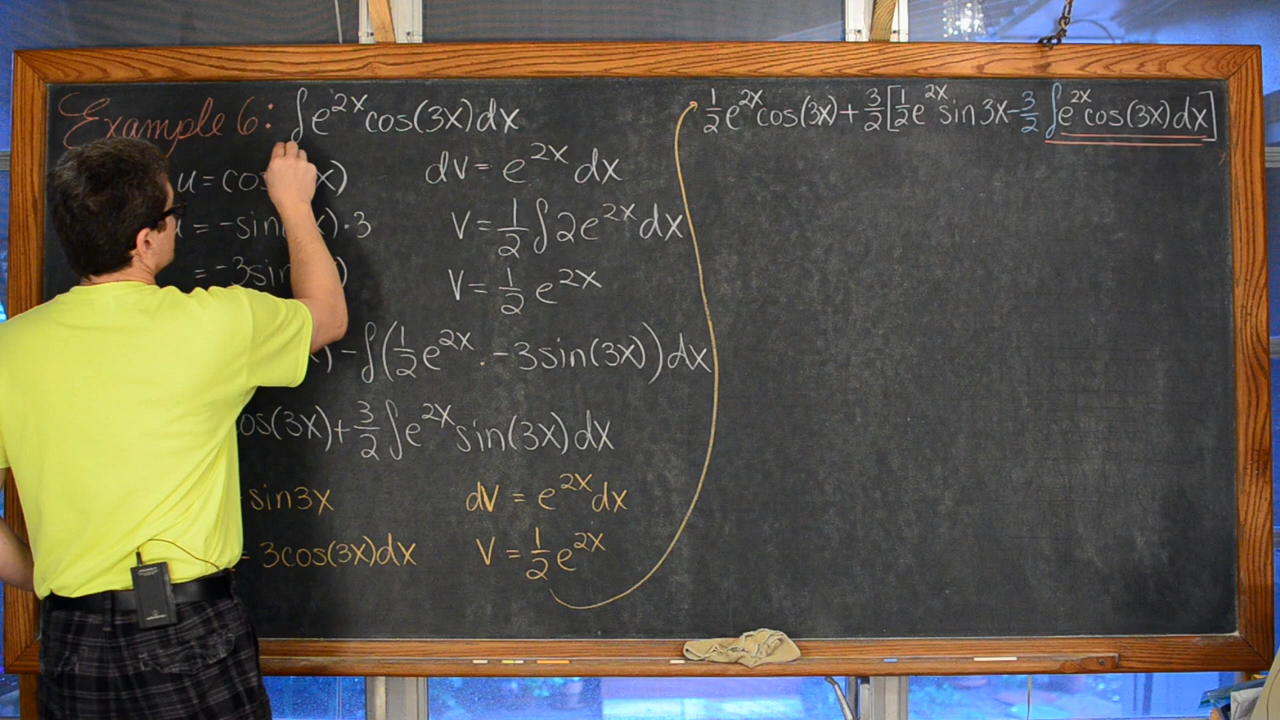 Example 6: ∫e^{2x}cos(3x)dx
u = cos x)
dv = e^{2x} dx
= -sin x)·3
v = 1/2 ∫2e^{2x}dx
= -3sin )
v = 1/2 e^{2x}
) - ∫(1/2 e^{2x} · -3sin(3x))dx
os(3x) + 3/2 ∫e^{2x}sin(3x)dx
sin3x
dv = e^{2x}dx
= 3cos(3x)dx
v = 1/2 e^{2x}
1/2 e^{2x}cos(3x) + 3/2[1/2 e^{2x}sin3x - 3/2 ∫e^{2x}cos(3x)dx]